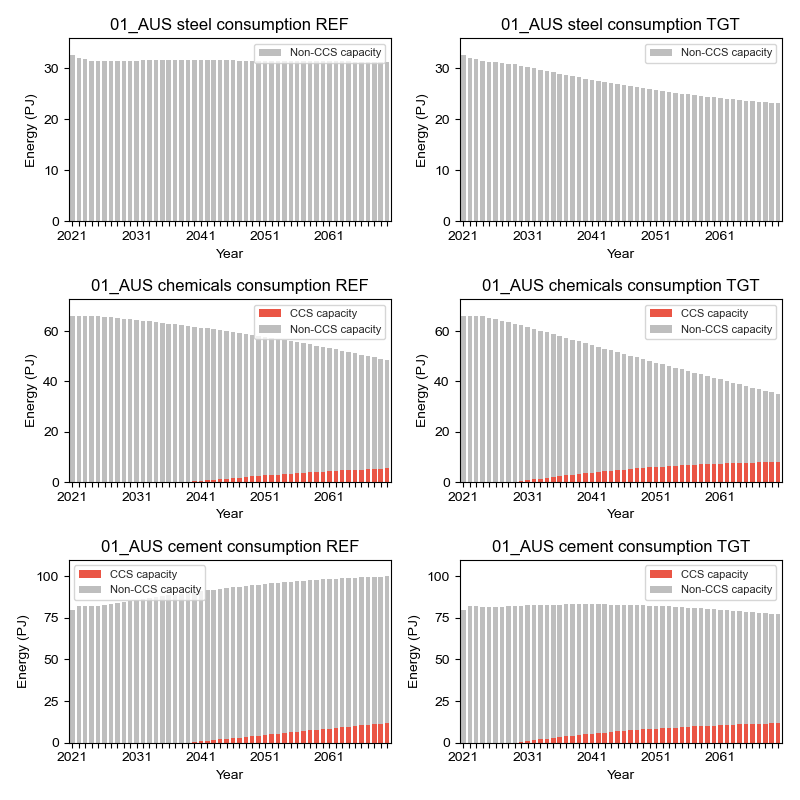 01_AUS steel consumption REF
Non-CCS capacity
Energy (PJ)
30
20
10
0
2021 2031 2041 2051 2061
Year
01_AUS steel consumption TGT
Non-CCS capacity
Energy (PJ)
30
20
10
0
2021 2031 2041 2051 2061
Year
01_AUS chemicals consumption REF
CCS capacity
Non-CCS capacity
Energy (PJ)
60
40
20
0
2021 2031 2041 2051 2061
Year
01_AUS chemicals consumption TGT
CCS capacity
Non-CCS capacity
Energy (PJ)
60
40
20
0
2021 2031 2041 2051 2061
Year
01_AUS cement consumption REF
CCS capacity
Non-CCS capacity
Energy (PJ)
100
75
50
25
0
2021 2031 2041 2051 2061
Year
01_AUS cement consumption TGT
CCS capacity
Non-CCS capacity
Energy (PJ)
100
75
50
25
0
2021 2031 2041 2051 2061
Year